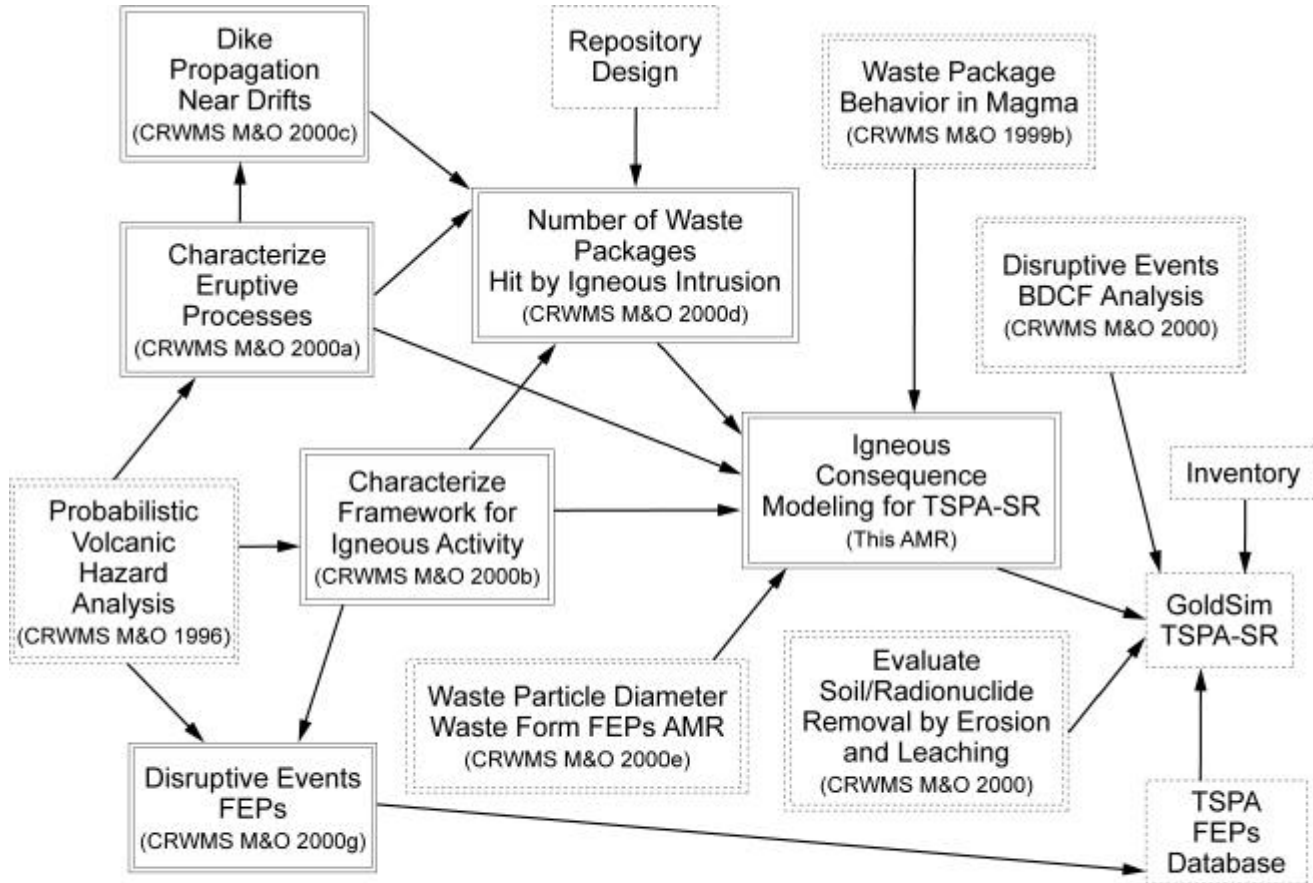 Dike
Propagation
Near Drifts
(CRWMS M&O 2000c)
Repository
Design
Waste Package
Behavior in Magma
(CRWMS M&O 1999b)
Characterize
Eruptive
Processes
(CRWMS M&O 2000a)
Number of Waste
Packages
Hit by Igneous Intrusion
(CRWMS M&O 2000d)
Disruptive Events
BDCF Analysis
(CRWMS M&O 2000)
Probabilistic
Volcanic
Hazard
Analysis
(CRWMS M&O 1996)
Characterize
Framework for
Igneous Activity
(CRWMS M&O 2000b)
Igneous
Consequence
Modeling for TSPA-SR
(This AMR)
Inventory
GoldSim
TSPA-SR
Waste Particle Diameter
Waste Form FEPs AMR
(CRWMS M&O 2000e)
Evaluate
Soil/Radionuclide
Removal by Erosion
and Leaching
(CRWMS M&O 2000)
Disruptive Events
FEPs
(CRWMS M&O 2000g)
TSPA
FEPs
Database